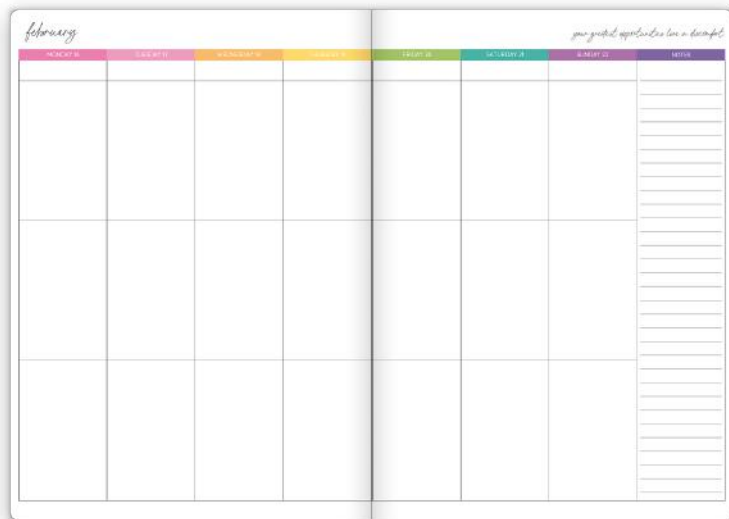 february
your greatest opportunities live in discomfort
MONDAY 16
TUESDAY 17
WEDNESDAY 18
THURSDAY 19
FRIDAY 20
SATURDAY 21
SUNDAY 22
NOTES